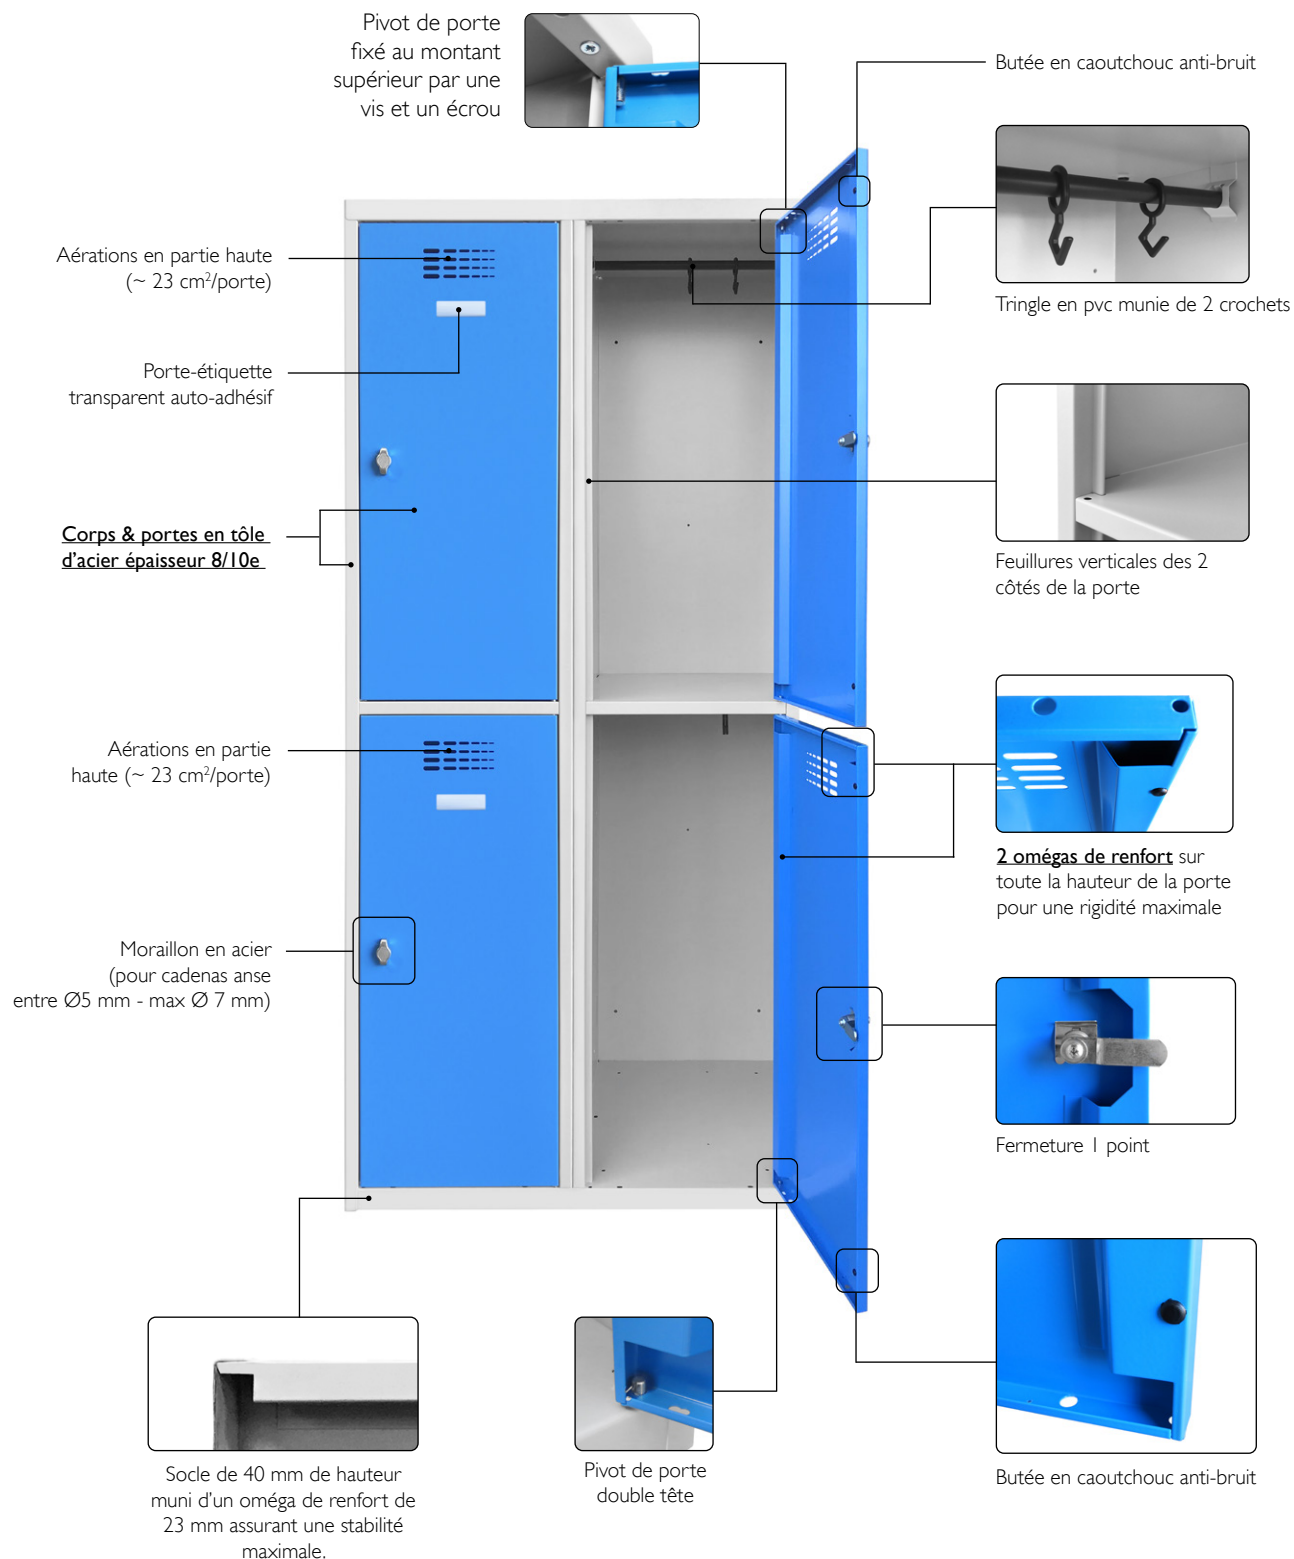 Pivot de porte
fixé au montant
supérieur par une
vis et un écrou
Butée en caoutchouc anti-bruit
Tringle en pvc munie de 2 crochets
Aérations en partie haute
(~ 23 cm²/porte)
Porte-étiquette
transparent auto-adhésif
Corps & portes en tôle
d'acier épaisseur 8/10e
Feuillures verticales des 2
côtés de la porte
Aérations en partie
haute (~ 23 cm²/porte)
2 omégas de renfort sur
toute la hauteur de la porte
pour une rigidité maximale
Moraillon en acier
(pour cadenas anse
entre Ø5 mm - max Ø 7 mm)
Fermeture 1 point
Socle de 40 mm de hauteur
muni d'un oméga de renfort de
23 mm assurant une stabilité
maximale.
Pivot de porte
double tête
Butée en caoutchouc anti-bruit